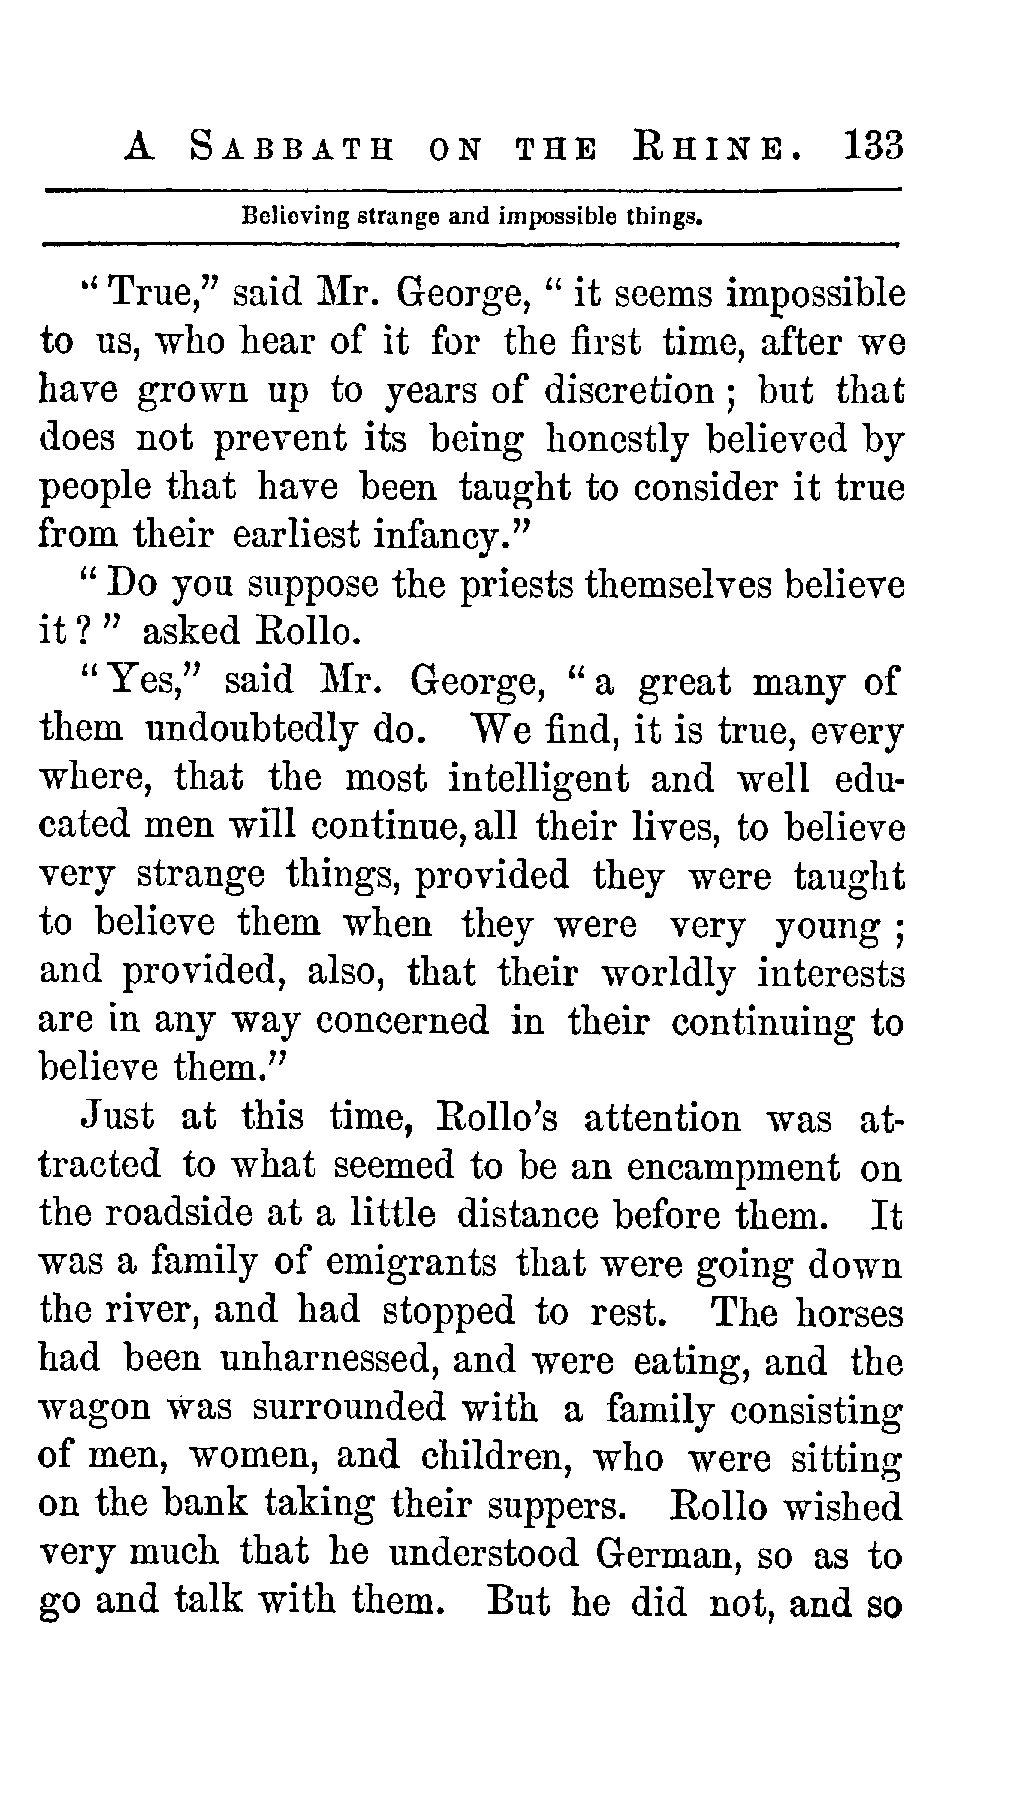 A SABBATH ON THE RHINE. 133
Believing strange and impossible things.
"True," said Mr. George, "it seems impossible
to us, who hear of it for the first time, after we
have grown up to years of discretion; but that
does not prevent its being honestly believed by
people that have been taught to consider it true
from their earliest infancy."
"Do you suppose the priests themselves believe
it?" asked Rollo.
"Yes," said Mr. George, "a great many of
them undoubtedly do. We find, it is true, every
where, that the most intelligent and well edu-
cated men will continue, all their lives, to believe
very strange things, provided they were taught
to believe them when they were very young;
and provided, also, that their worldly interests
are in any way concerned in their continuing to
believe them."
Just at this time, Rollo's attention was at-
tracted to what seemed to be an encampment on
the roadside at a little distance before them. It
was a family of emigrants that were going down
the river, and had stopped to rest. The horses
had been unharnessed, and were eating, and the
wagon was surrounded with a family consisting
of men, women, and children, who were sitting
on the bank taking their suppers. Rollo wished
very much that he understood German, so as to
go and talk with them. But he did not, and so